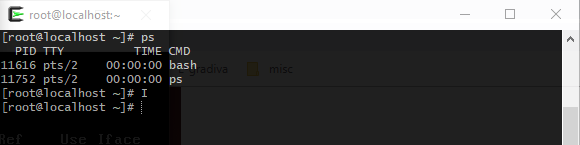 root@localhost:~
[root@localhost ~]# ps
PID TTY TIME CMD
11616 pts/2 00:00:00 bash
11752 pts/2 00:00:00 ps
gradiva misc
[root@localhost ~]# I
[root@localhost ~]#
Ref Use Iface